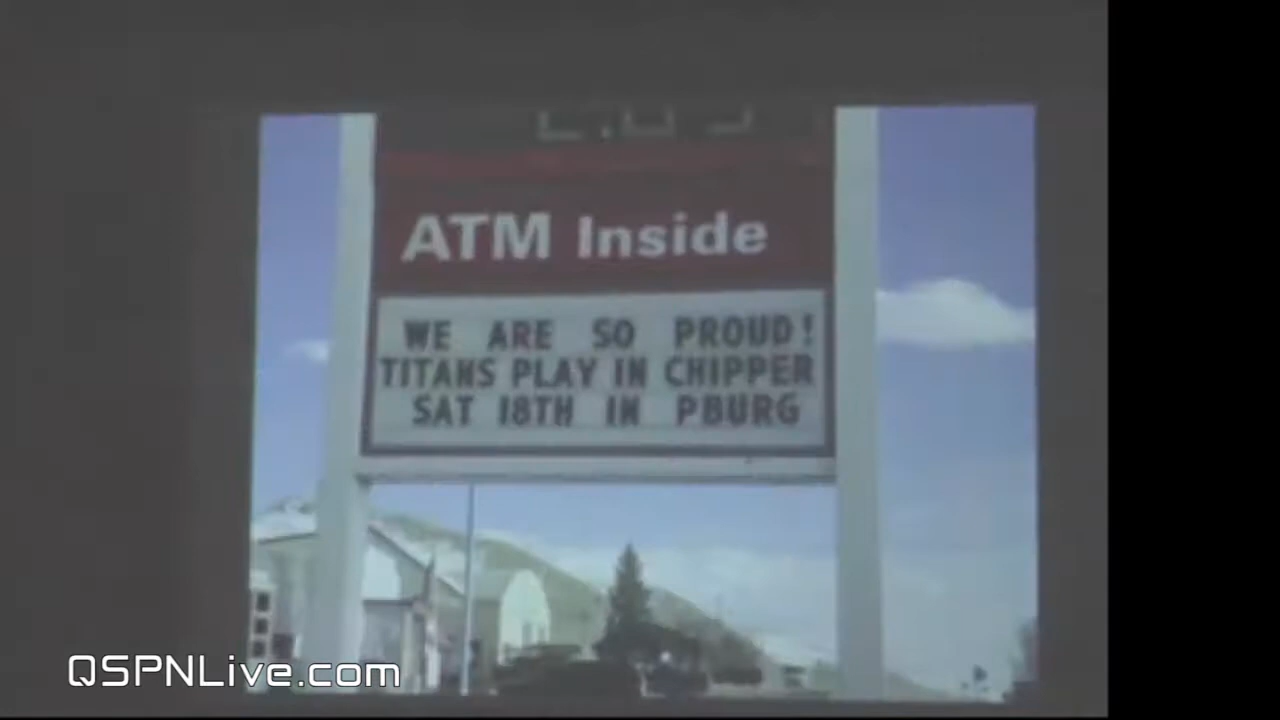 ATM Inside
WE ARE SO PROUD!
TITANS PLAY IN CHIPPER
SAT 18TH IN PBURG
QSPNLive.com